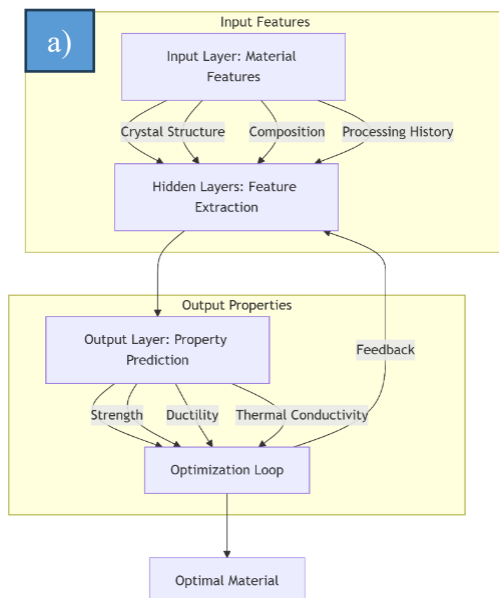 Input Features
a)
Input Layer: Material
Features
Crystal Structure
Composition
Processing History
Hidden Layers: Feature
Extraction
Output Properties
Output Layer: Property
Prediction
Feedback
Strength
Ductility
Thermal Conductivity
Optimization Loop
Optimal Material